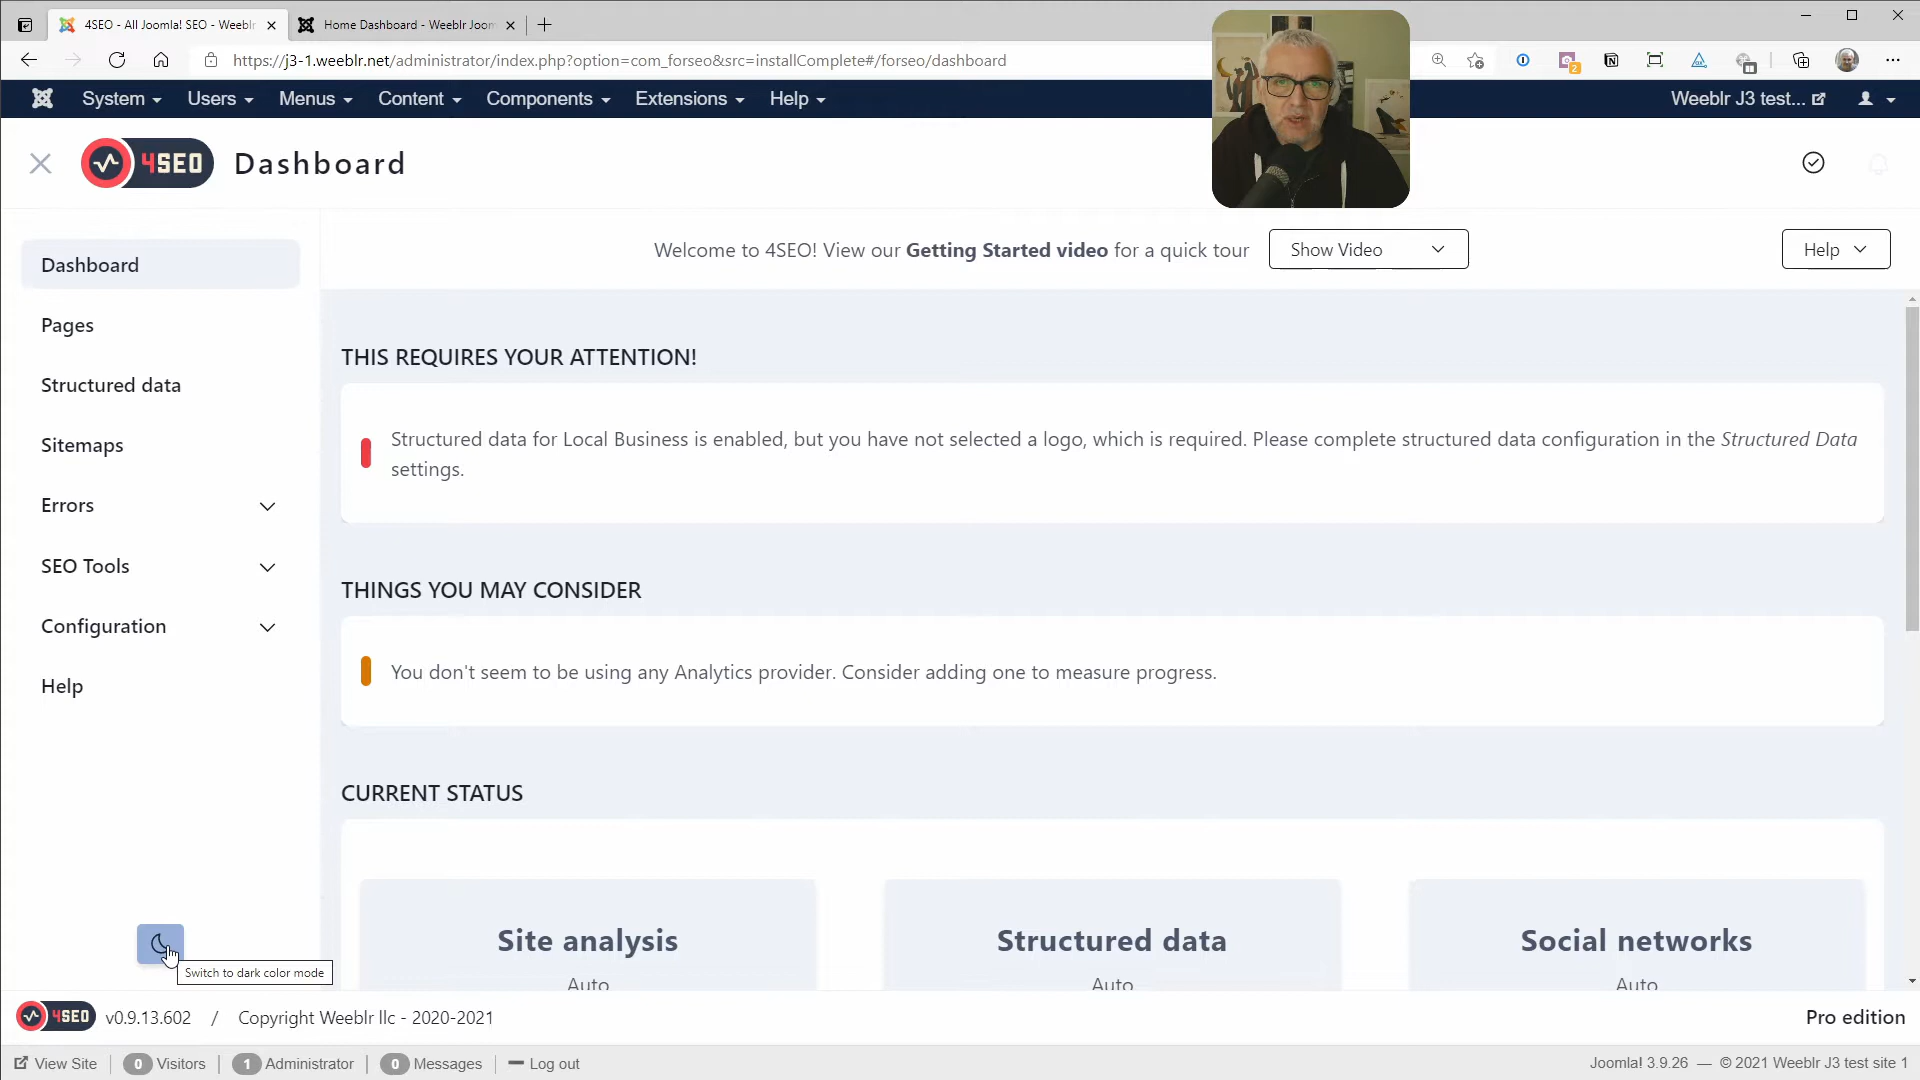 4SEO - All Joomla! SEO - Weeblr
Home Dashboard - Weeblr Joom
https://j3-1.weeblr.net/administrator/index.php?option=com_forseo&src=installComplete#/forseo/dashboard
2
System
Users
Menus
Content
Components
Extensions
Help
Weeblr J3 test...
4SEO
Dashboard
Welcome to 4SEO! View our Getting Started video for a quick tour
Show Video
Help
Dashboard
Pages
Structured data
Sitemaps
Errors
SEO Tools
Configuration
Help
THIS REQUIRES YOUR ATTENTION!
Structured data for Local Business is enabled, but you have not selected a logo, which is required. Please complete structured data configuration in the Structured Data
settings.
THINGS YOU MAY CONSIDER
You don't seem to be using any Analytics provider. Consider adding one to measure progress.
CURRENT STATUS
Site analysis
Auto
Structured data
Auto
Social networks
Auto
Switch to dark color mode
4SEO v0.9.13.602 / Copyright Weeblr llc - 2020-2021
Pro edition
View Site
0 Visitors
1 Administrator
0 Messages
Log out
Joomla! 3.9.26 — © 2021 Weeblr J3 test site 1